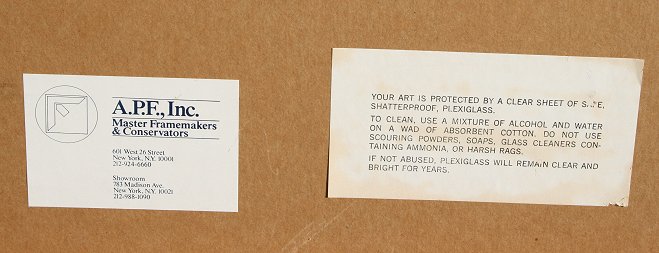 A.P.F., Inc.
Master Framemakers
& Conservators
601 West 26 Street
New York, N.Y. 10001
212-924-6660
Showroom
783 Madison Ave.
New York, N.Y. 10021
212-988-1090
YOUR ART IS PROTECTED BY A CLEAR SHEET OF
SHATTERPROOF, PLEXIGLASS.
TO CLEAN, USE A MIXTURE OF ALCOHOL AND WATER
ON A WAD OF ABSORBENT COTTON. DO NOT USE
SCOURING POWDERS, SOAPS, GLASS CLEANERS CON-
TAINING AMMONIA, OR HARSH RAGS.
IF NOT ABUSED, PLEXIGLASS WILL REMAIN CLEAR AND
BRIGHT FOR YEARS.